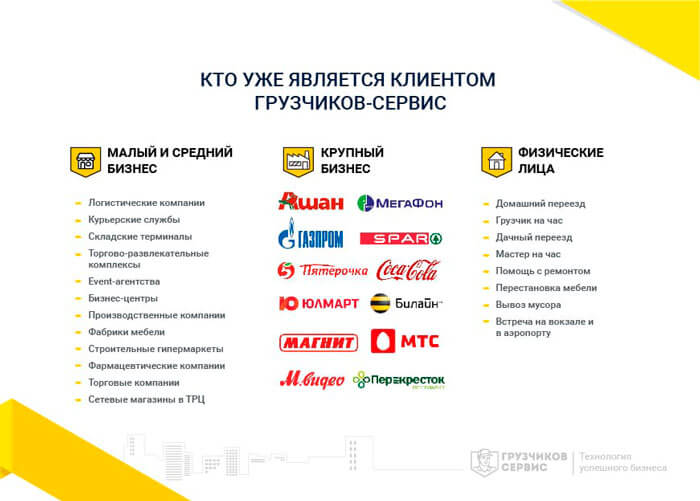 КТО УЖЕ ЯВЛЯЕТСЯ КЛИЕНТОМ
ГРУЗЧИКОВ-СЕРВИС
МАЛЫЙ И СРЕДНИЙ
БИЗНЕС
Логистические компании
Курьерские службы
Складские терминалы
Торгово-развлекательные
комплексы
Event-агентства
Бизнес-центры
Производственные компании
Фабрики мебели
Строительные гипермаркеты
Фармацевтические компании
Торговые компании
Сетевые магазины в ТРЦ
КРУПНЫЙ
БИЗНЕС
Ашан
МЕГАФОН
ГАЗПРОМ
SPAR
5 Пятёрочка
Coca-Cola
Ю ЮЛМАРТ
Билайн
МАГНИТ
МТС
М.видео
Перекресток
ФИЗИЧЕСКИЕ
ЛИЦА
Домашний переезд
Грузчик на час
Дачный переезд
Мастер на час
Помощь с ремонтом
Перестановка мебели
Вывоз мусора
Встреча на вокзале и
в аэропорту
ГРУЗЧИКОВ
СЕРВИС
Технология
успешного бизнеса